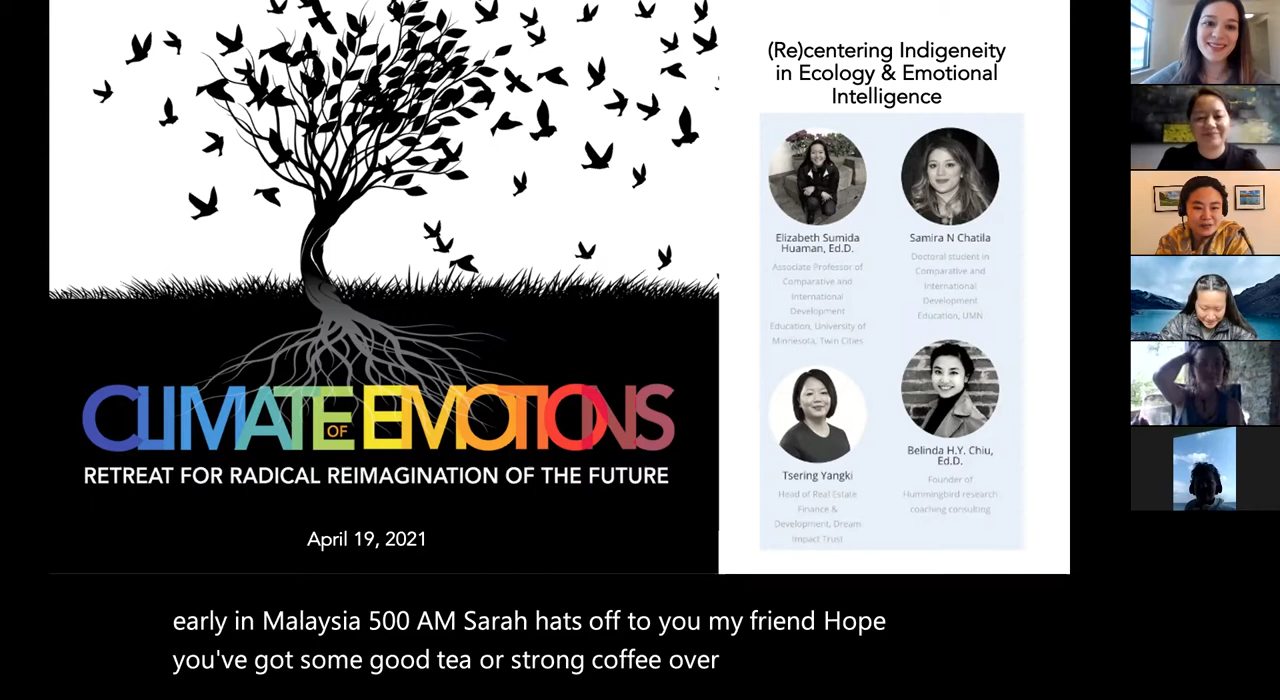 CLIMATE OF EMOTIONS
RETREAT FOR RADICAL REIMAGINATION OF THE FUTURE
April 19, 2021
(Re)centering Indigeneity
in Ecology & Emotional
Intelligence
Elizabeth Sumida
Huaman, Ed.D.
Associate Professor of
Comparative and
International
Development
Education, University of
Minnesota, Twin Cities
Samira N Chatila
Doctoral student in
Comparative and
International
Development
Education, UMN
Tsering Yangki
Head of Real Estate
Finance &
Development, Dream
Impact Trust
Belinda H.Y. Chiu,
Ed.D.
Founder of
Hummingbird research
coaching consulting
early in Malaysia 500 AM Sarah hats off to you my friend Hope
you've got some good tea or strong coffee over